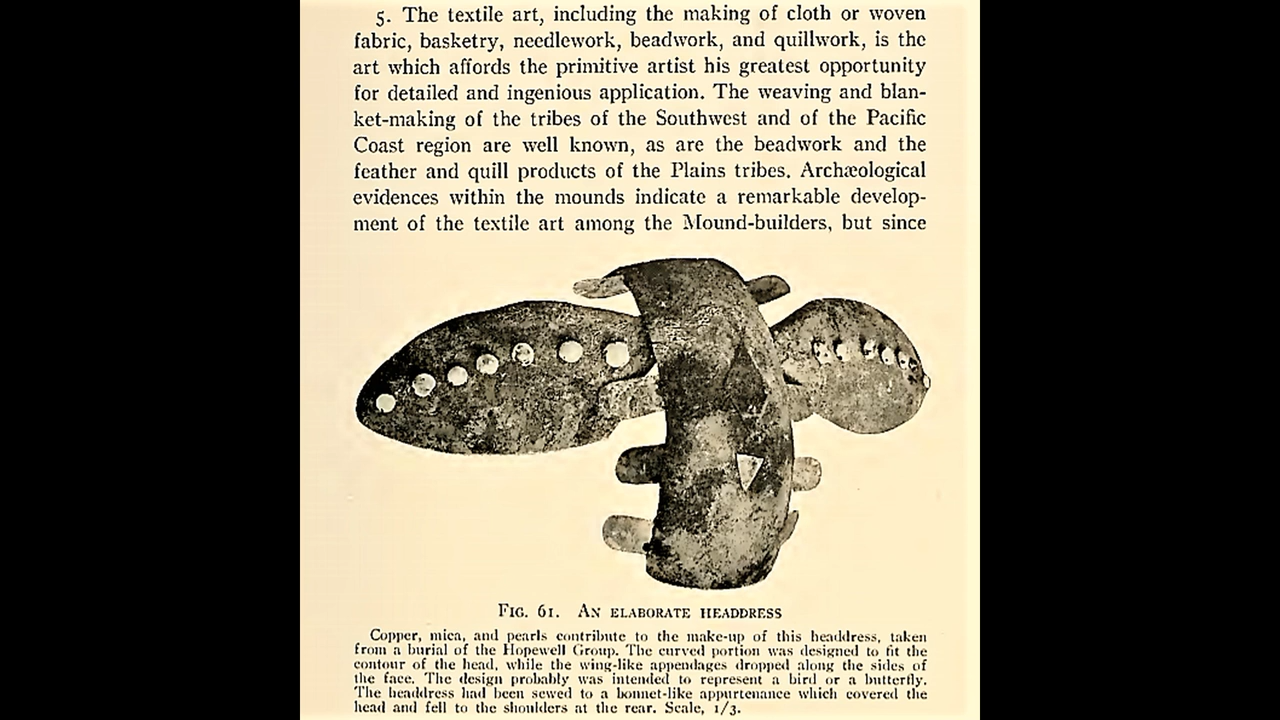 5. The textile art, including the making of cloth or woven
fabric, basketry, needlework, beadwork, and quillwork, is the
art which affords the primitive artist his greatest opportunity
for detailed and ingenious application. The weaving and blan-
ket-making of the tribes of the Southwest and of the Pacific
Coast region are well known, as are the beadwork and the
feather and quill products of the Plains tribes. Archæological
evidences within the mounds indicate a remarkable develop-
ment of the textile art among the Mound-builders, but since
Fig. 61. An elaborate headdress
Copper, mica, and pearls contribute to the make-up of this headdress, taken
from a burial of the Hopewell Group. The curved portion was designed to fit the
contour of the head, while the wing-like appendages dropped along the sides of
the face. The design probably was intended to represent a bird or a butterfly.
The headdress had been sewed to a bonnet-like appurtenance which covered the
head and fell to the shoulders at the rear. Scale, 1/3.